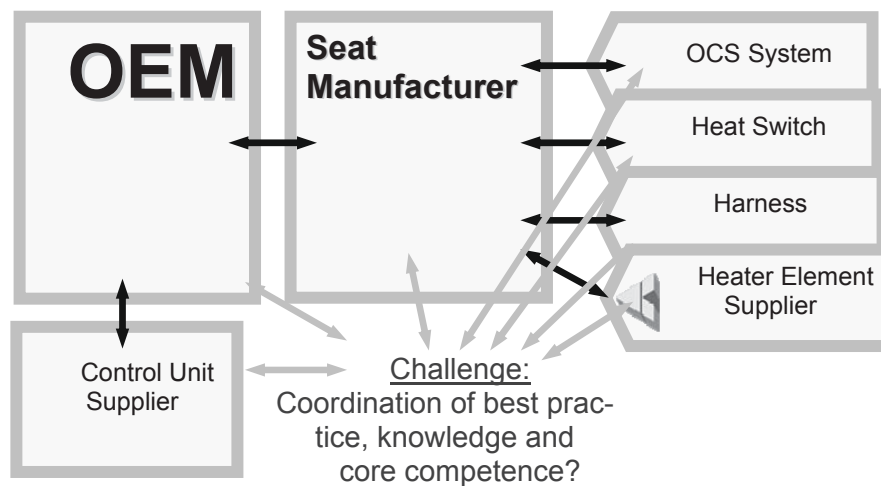 OEM
Seat
Manufacturer
OCS System
Heat Switch
Harness
Heater Element
Supplier
Control Unit
Supplier
Challenge:
Coordination of best prac-
tice, knowledge and
core competence?